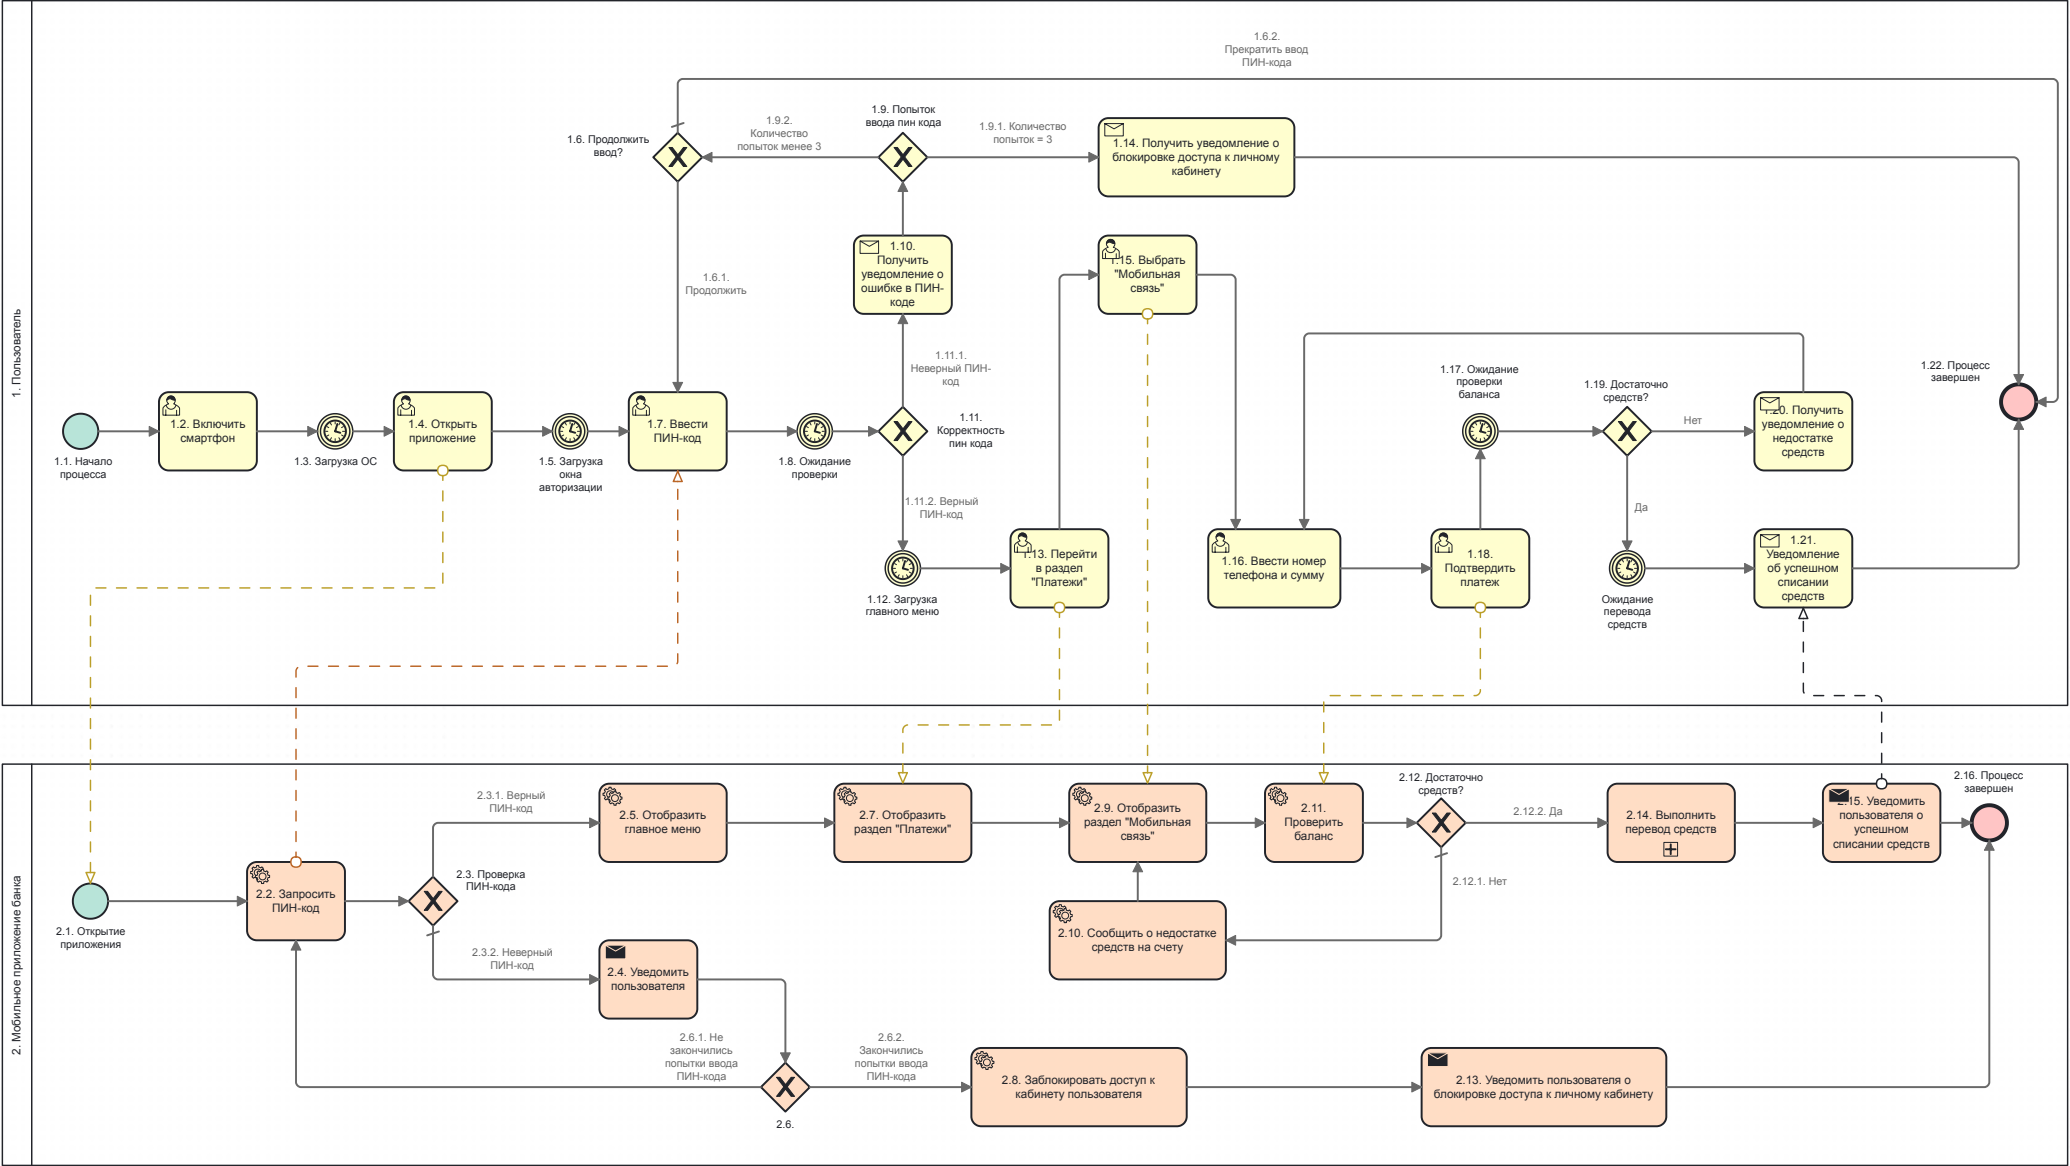 1. Пользователь
1.6.2.
Прекратить ввод
ПИН-кода
1.6. Продолжить
ввод?
1.9.2.
Количество
попыток менее 3
1.9. Попыток
ввода пин кода
1.9.1. Количество
попыток = 3
1.14. Получить уведомление о
блокировке доступа к личному
кабинету
1.10.
Получить
уведомление о
ошибке в ПИН-
коде
1.15. Выбрать
"Мобильная
связь"
1.6.1.
Продолжить
1.11.1.
Неверный ПИН-
код
1.17. Ожидание
проверки
баланса
1.19. Достаточно
средств?
1.22. Процесс
завершен
1.1. Начало
процесса
1.2. Включить
смартфон
1.3. Загрузка ОС
1.4. Открыть
приложение
1.5. Загрузка
окна
авторизации
1.7. Ввести
ПИН-код
1.8. Ожидание
проверки
1.11.
Корректность
пин кода
Нет
1.20. Получить
уведомление о
недостатке
средств
1.11.2. Верный
ПИН-код
Да
1.12. Загрузка
главного меню
1.13. Перейти
в раздел
"Платежи"
1.16. Ввести номер
телефона и сумму
1.18.
Подтвердить
платеж
Ожидание
перевода
средств
1.21.
Уведомление
об успешном
списании
средств
2. Мобильное приложение банка
2.1. Открытие
приложения
2.2. Запросить
ПИН-код
2.3. Проверка
ПИН-кода
2.3.1. Верный
ПИН-код
2.5. Отобразить
главное меню
2.7. Отобразить
раздел "Платежи"
2.9. Отобразить
раздел "Мобильная
связь"
2.11.
Проверить
баланс
2.12. Достаточно
средств?
2.12.2. Да
2.14. Выполнить
перевод средств
2.15. Уведомить
пользователя о
успешном
списании средств
2.16. Процесс
завершен
2.12.1. Нет
2.10. Сообщить о недостатке
средств на счету
2.3.2. Неверный
ПИН-код
2.4. Уведомить
пользователя
2.6.1. Не
закончились
попытки ввода
ПИН-кода
2.6.
2.6.2.
Закончились
попытки ввода
ПИН-кода
2.8. Заблокировать доступ к
кабинету пользователя
2.13. Уведомить пользователя о
блокировке доступа к личному кабинету